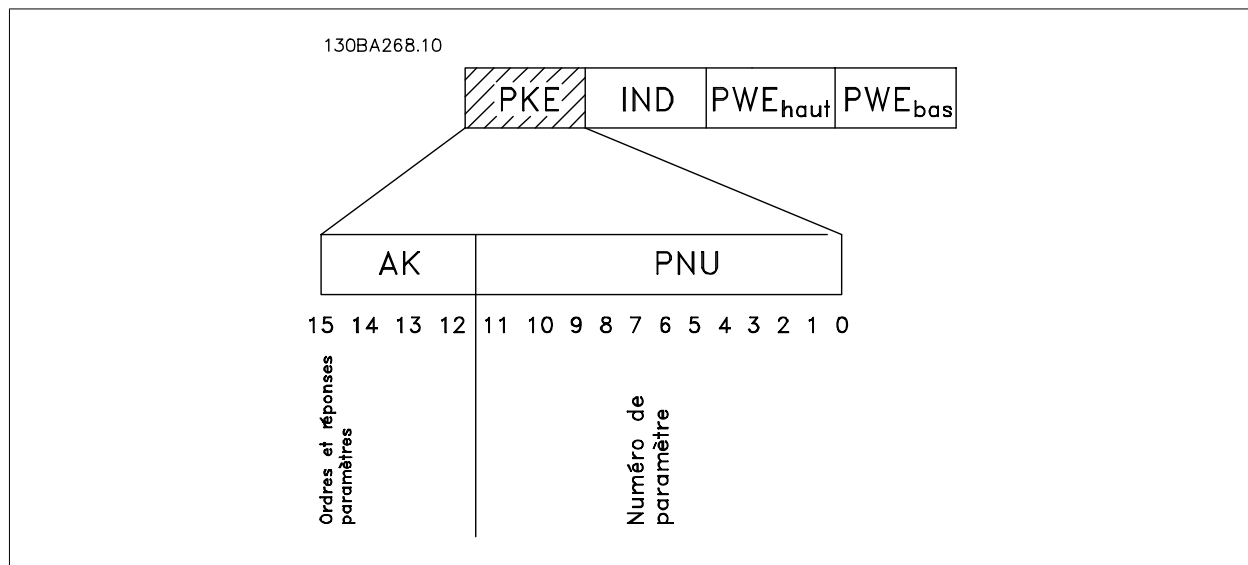 130BA268.10
PKE IND PWEhaut PWEbas
AK PNU
15 14 13 12 11 10 9 8 7 6 5 4 3 2 1 0
Ordres et réponses
paramètres
Numéro de
paramètre